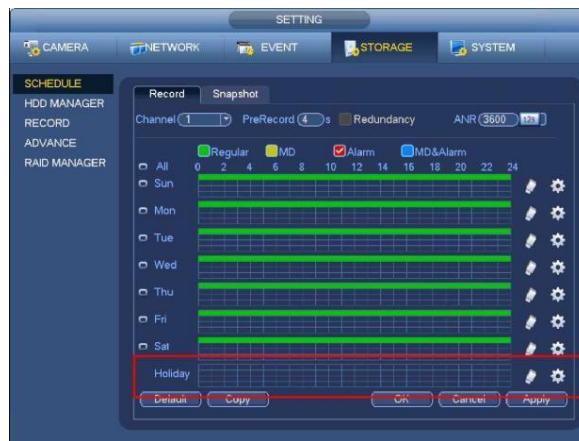 SETTING
CAMERA NETWORK EVENT STORAGE SYSTEM
SCHEDULE
HDD MANAGER
RECORD
ADVANCE
RAID MANAGER
Record Snapshot
Channel 1 PreRecord 4 s Redundancy ANR 3600 123
Regular MD Alarm MD&Alarm
All 0 2 4 6 8 10 12 14 16 18 20 22 24
Sun
Mon
Tue
Wed
Thu
Fri
Sat
Holiday
Default Copy OK Cancel Apply